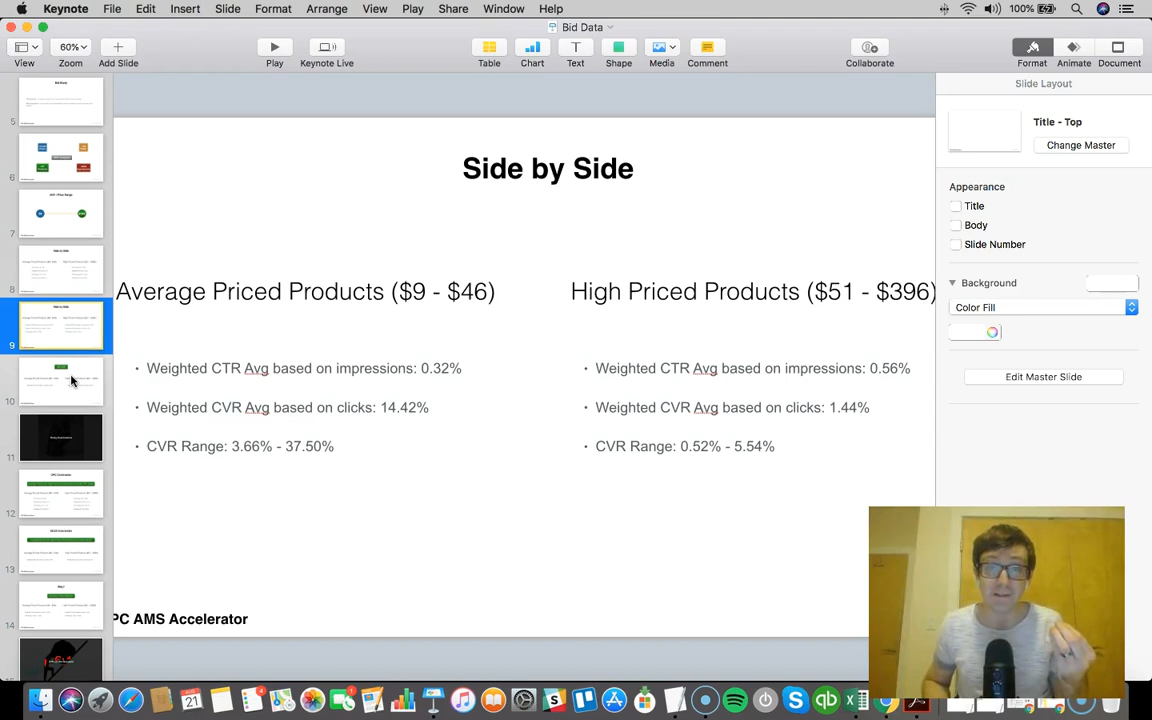 Keynote File Edit Insert Slide Format Arrange View Play Share Window Help
100%
Bid Data
60%
View Zoom Add Slide
Play Keynote Live
Table Chart Text Shape Media Comment
Collaborate
Format Animate Document
Slide Layout
Title - Top
Change Master
Appearance
Title
Body
Slide Number
Background
Color Fill
Edit Master Slide
5
6
7
8
9
10
11
12
13
14
15
Side by Side
Average Priced Products ($9 - $46)
• Weighted CTR Avg based on impressions: 0.32%
• Weighted CVR Avg based on clicks: 14.42%
• CVR Range: 3.66% - 37.50%
High Priced Products ($51 - $396)
• Weighted CTR Avg based on impressions: 0.56%
• Weighted CVR Avg based on clicks: 1.44%
• CVR Range: 0.52% - 5.54%
PC AMS Accelerator